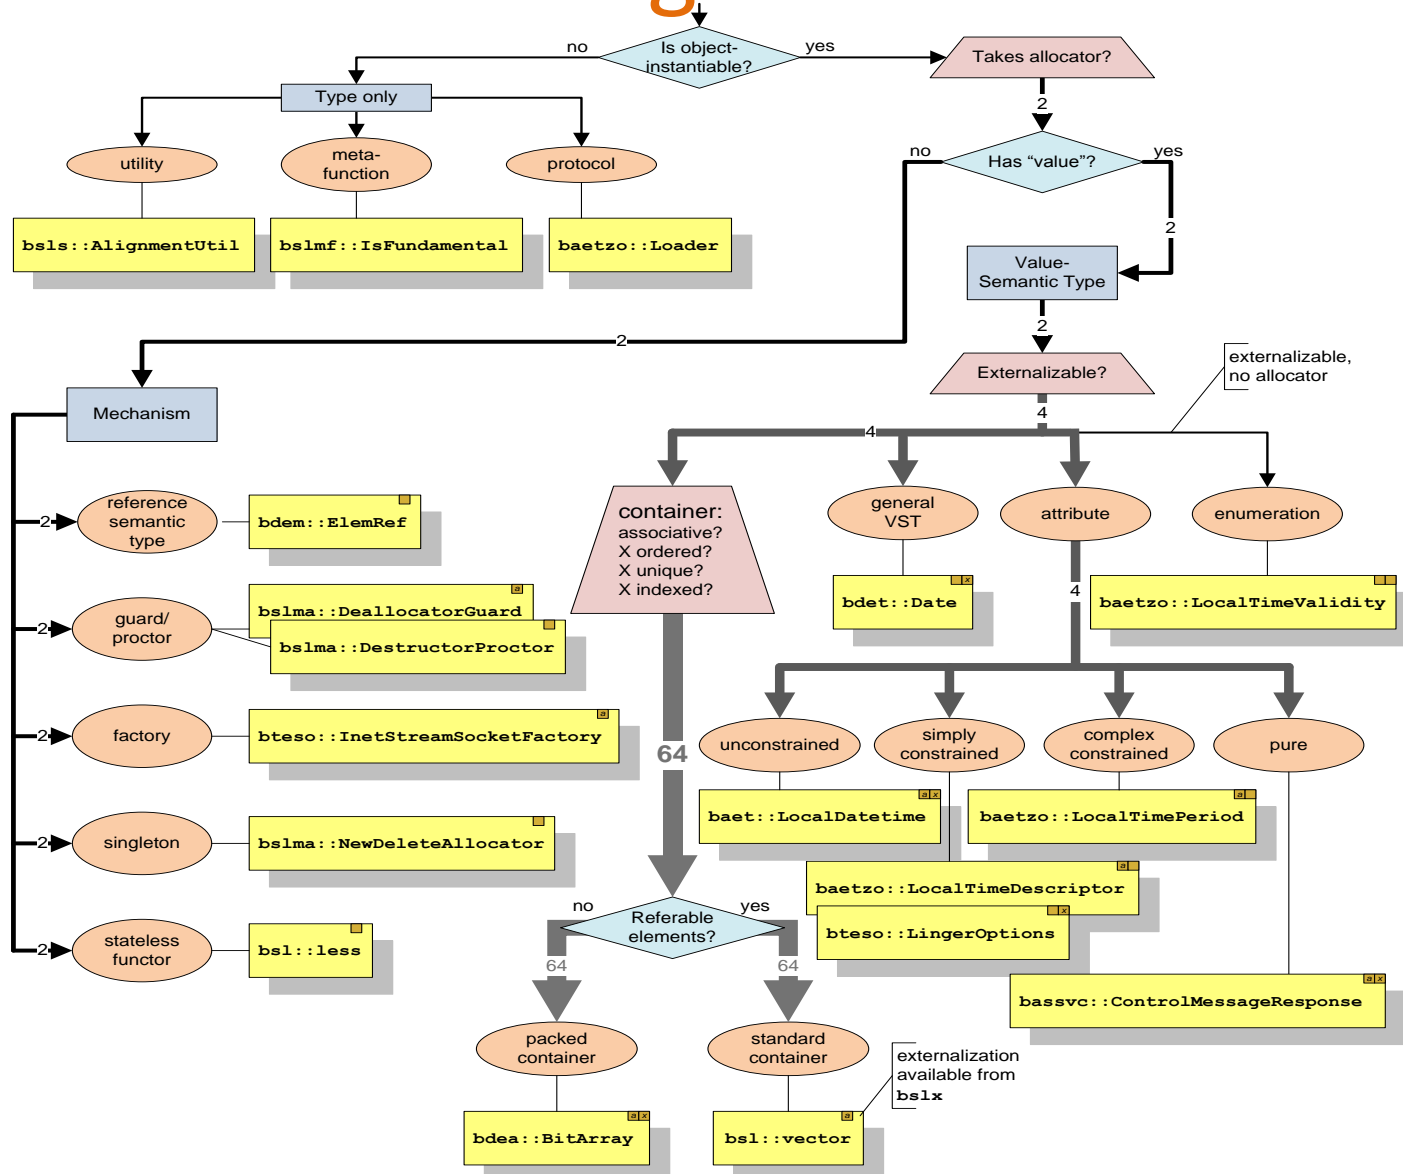 g
Is object-
instantiable?
no
yes
Takes allocator?
2
Type only
utility
meta-
function
protocol
bsls::AlignmentUtil
bslmf::IsFundamental
baetzo::Loader
Has “value”?
no
yes
2
2
Value-
Semantic Type
2
Externalizable?
externalizable,
no allocator
4
4
Mechanism
2
reference
semantic
type
bdem::ElemRef
2
guard/
proctor
a
bslma::DeallocatorGuard
bslma::DestructorProctor
2
factory
a
bteso::InetStreamSocketFactory
2
singleton
bslma::NewDeleteAllocator
2
stateless
functor
bsl::less
container:
associative?
X ordered?
X unique?
X indexed?
general
VST
attribute
enumeration
x
bdet::Date
4
baetzo::LocalTimeValidity
64
unconstrained
simply
constrained
complex
constrained
pure
a x
baet::LocalDatetime
a
baetzo::LocalTimePeriod
a
baetzo::LocalTimeDescriptor
x
bteso::LingerOptions
a x
bassvc::ControlMessageResponse
Referable
elements?
no
yes
64
64
packed
container
standard
container
externalization
available from
bslx
a x
bdea::BitArray
a
bsl::vector